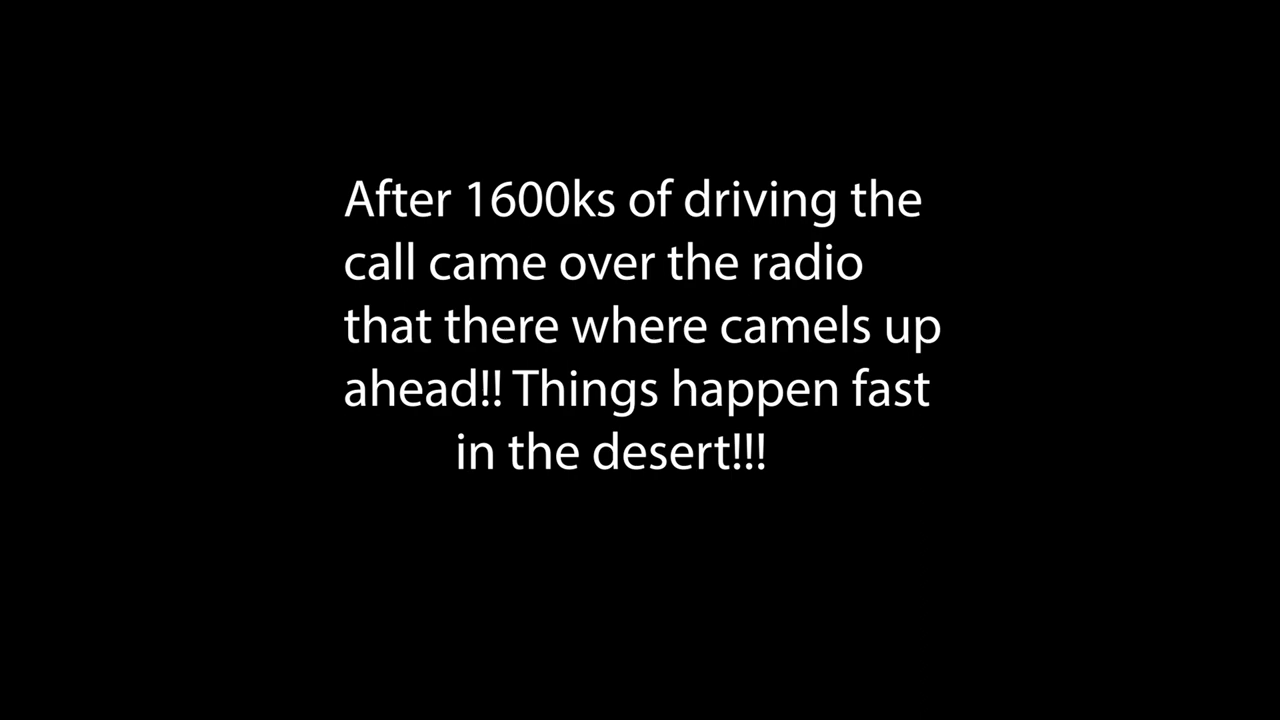 After 1600ks of driving the
call came over the radio
that there where camels up
ahead!! Things happen fast
in the desert!!!